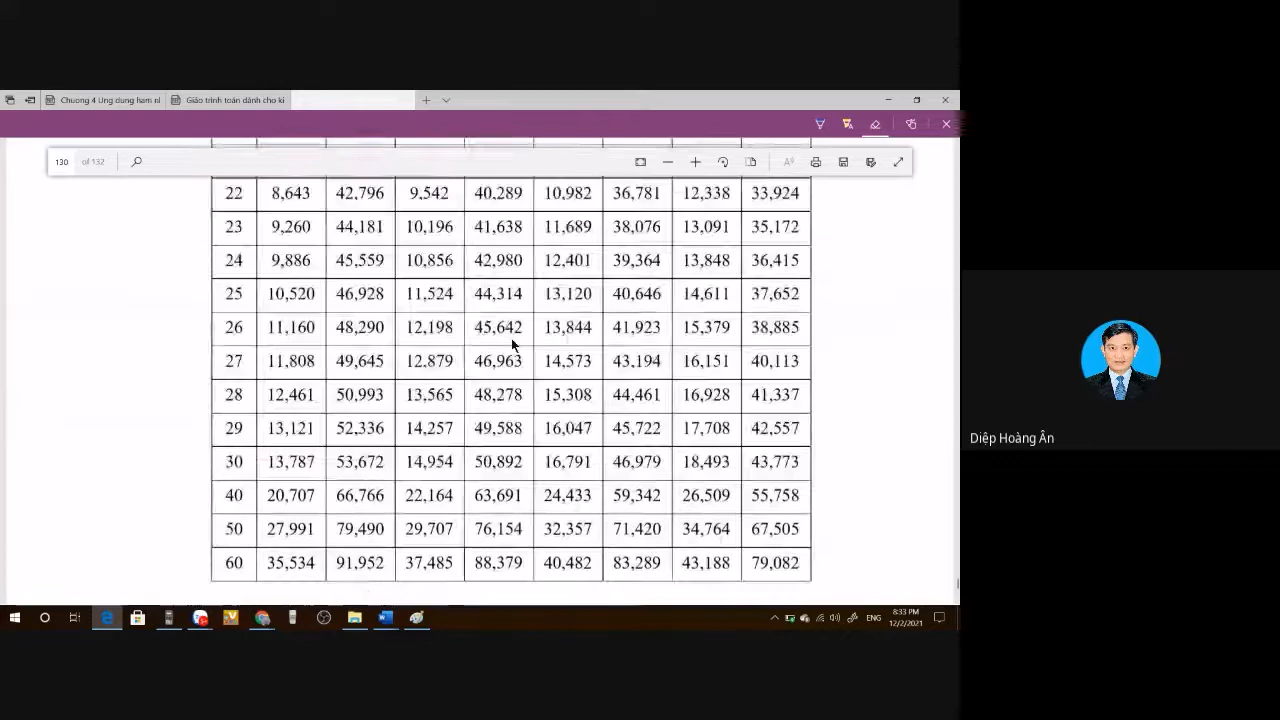 Chuong 4 Ung dung ham nl
Giáo trình toán dành cho ki
130 of 132
22 8,643 42,796 9,542 40,289 10,982 36,781 12,338 33,924
23 9,260 44,181 10,196 41,638 11,689 38,076 13,091 35,172
24 9,886 45,559 10,856 42,980 12,401 39,364 13,848 36,415
25 10,520 46,928 11,524 44,314 13,120 40,646 14,611 37,652
26 11,160 48,290 12,198 45,642 13,844 41,923 15,379 38,885
27 11,808 49,645 12,879 46,963 14,573 43,194 16,151 40,113
28 12,461 50,993 13,565 48,278 15,308 44,461 16,928 41,337
29 13,121 52,336 14,257 49,588 16,047 45,722 17,708 42,557
30 13,787 53,672 14,954 50,892 16,791 46,979 18,493 43,773
40 20,707 66,766 22,164 63,691 24,433 59,342 26,509 55,758
50 27,991 79,490 29,707 76,154 32,357 71,420 34,764 67,505
60 35,534 91,952 37,485 88,379 40,482 83,289 43,188 79,082
Diệp Hoàng Ân
ENG
8:33 PM
12/2/2021